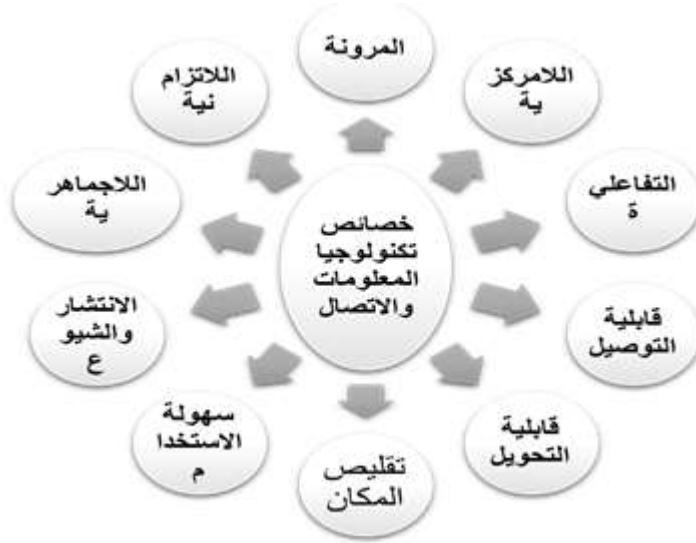 خصائص
تكنولوجيا
المعلومات
والاتصال
المرونة
اللامركز
ية
التفاعلي
ة
قابلية
التوصيل
قابلية
التحويل
تقليص
المكان
سهولة
الاستخدا
م
الانتشار
والشيو
ع
اللاجماهر
ية
اللاتزام
نية